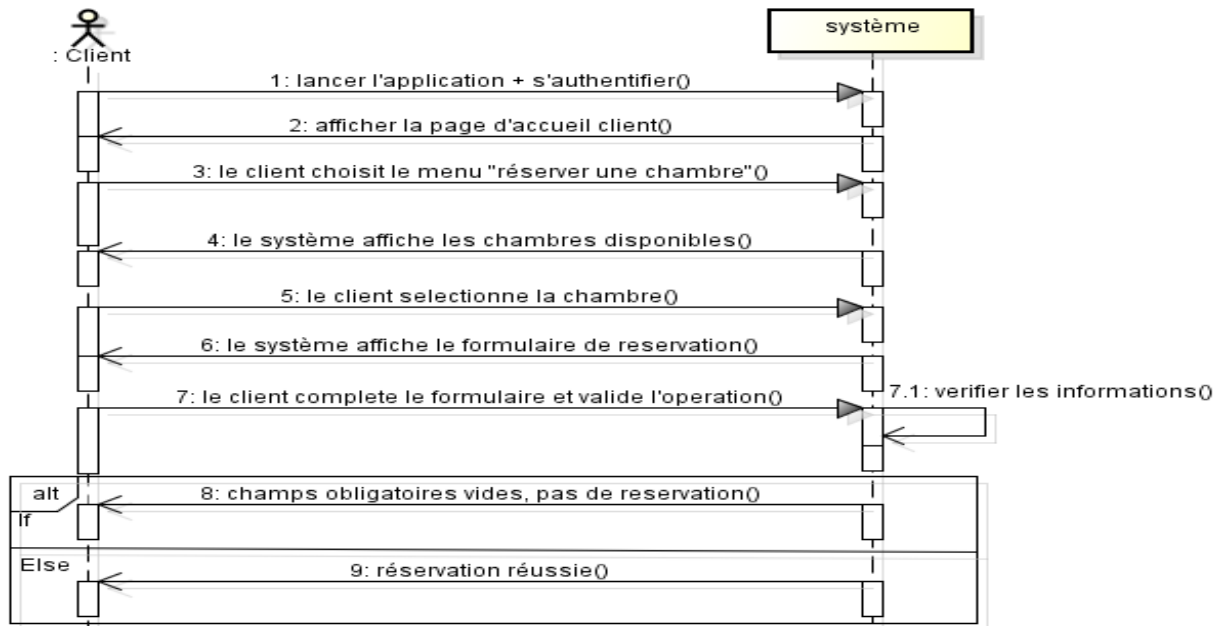 système
: Client
1: lancer l'application + s'authentifier()
2: afficher la page d'accueil client()
3: le client choisit le menu "réserver une chambre"()
4: le système affiche les chambres disponibles()
5: le client selectionne la chambre()
6: le système affiche le formulaire de reservation()
7: le client complete le formulaire et valide l'operation()
7.1: verifier les informations()
alt
8: champs obligatoires vides, pas de reservation()
If
Else
9: réservation réussie()